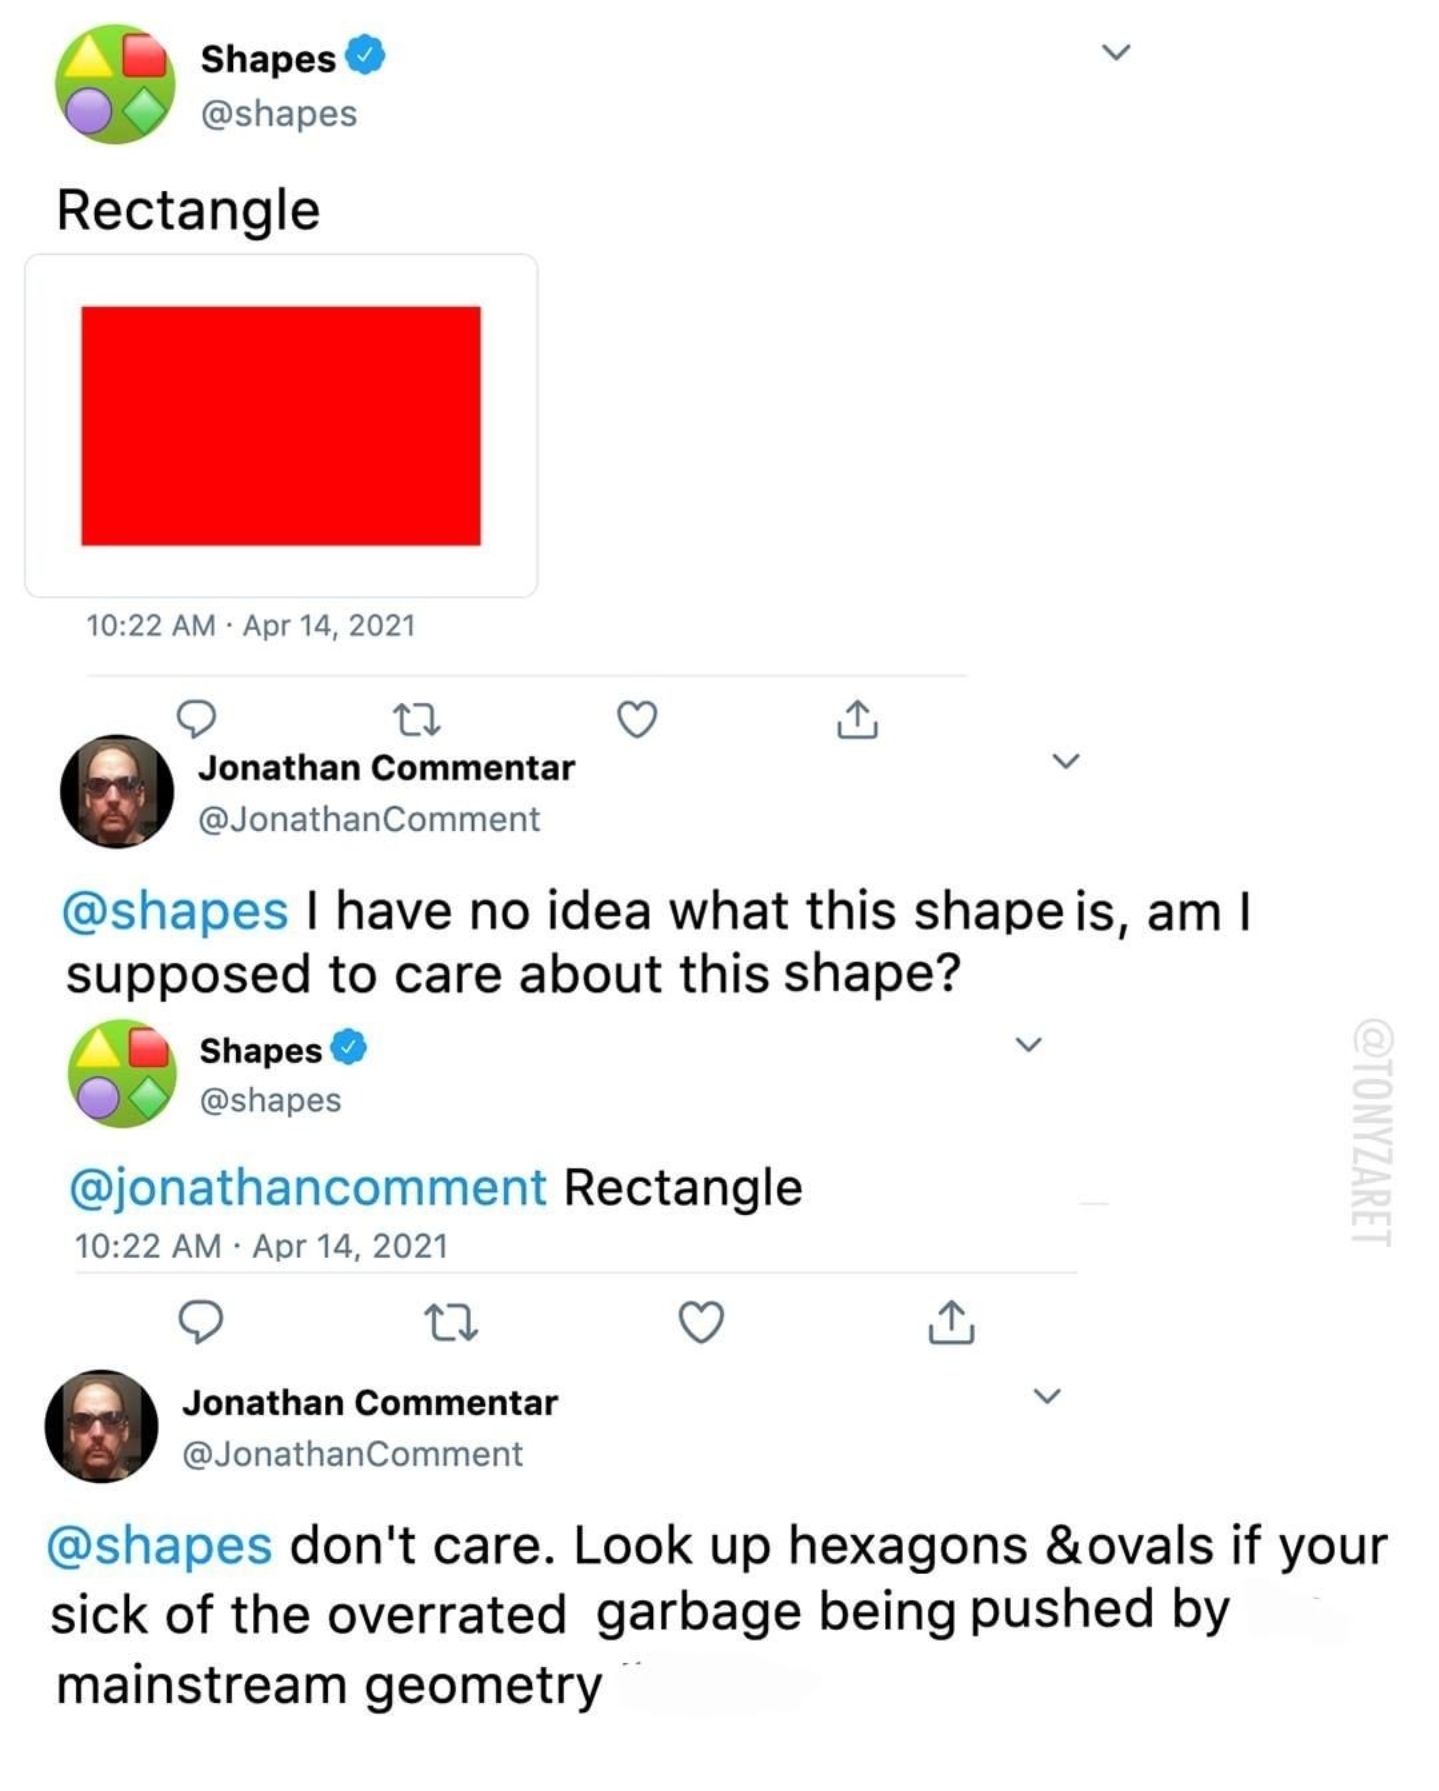 Shapes
@shapes
Rectangle
10:22 AM · Apr 14, 2021
Jonathan Commentar
@JonathanComment
@shapes I have no idea what this shape is, am I
supposed to care about this shape?
Shapes
@shapes
@jonathancomment Rectangle
10:22 AM · Apr 14, 2021
Jonathan Commentar
@JonathanComment
@shapes don't care. Look up hexagons &ovals if your
sick of the overrated garbage being pushed by
mainstream geometry
@TONYZARET